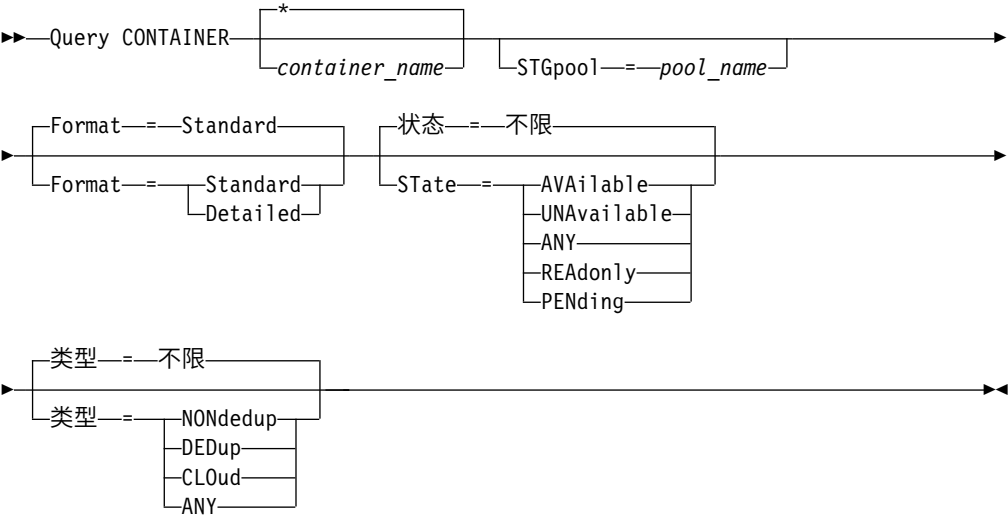 *
Query CONTAINER
container_name
STGpool = pool_name
Format = Standard
状态 = 不限
Format = Standard
Detailed
STate = AVAilable
UNAvailable
ANY
REAdonly
PENding
类型 = 不限
类型 = NONdedup
DEDup
CLOud
ANY